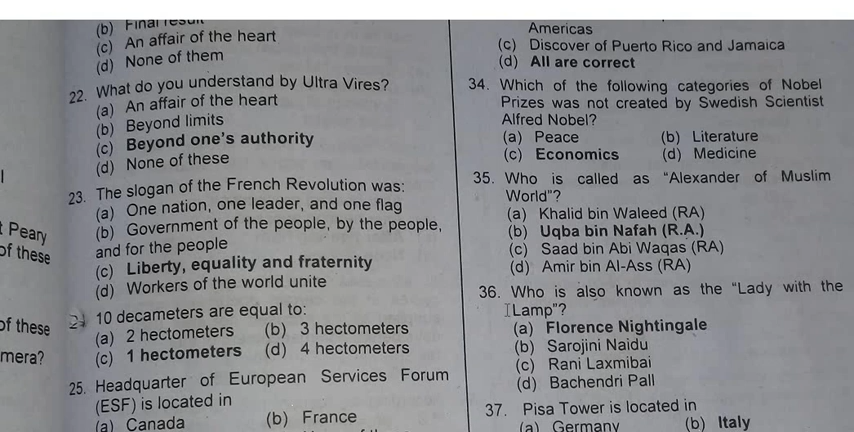 (b) Final result
(c) An affair of the heart
(d) None of them
22. What do you understand by Ultra Vires?
(a) An affair of the heart
(b) Beyond limits
(c) Beyond one's authority
(d) None of these
23. The slogan of the French Revolution was:
(a) One nation, one leader, and one flag
(b) Government of the people, by the people,
and for the people
(c) Liberty, equality and fraternity
(d) Workers of the world unite
24 10 decameters are equal to:
(a) 2 hectometers (b) 3 hectometers
(c) 1 hectometers (d) 4 hectometers
25. Headquarter of European Services Forum
(ESF) is located in
(a) Canada (b) France
Peary
of these
of these
mera?
Americas
(c) Discover of Puerto Rico and Jamaica
(d) All are correct
34. Which of the following categories of Nobel
Prizes was not created by Swedish Scientist
Alfred Nobel?
(a) Peace (b) Literature
(c) Economics (d) Medicine
35. Who is called as "Alexander of Muslim
World"?
(a) Khalid bin Waleed (RA)
(b) Uqba bin Nafah (R.A.)
(c) Saad bin Abi Waqas (RA)
(d) Amir bin Al-Ass (RA)
36. Who is also known as the "Lady with the
Lamp"?
(a) Florence Nightingale
(b) Sarojini Naidu
(c) Rani Laxmibai
(d) Bachendri Pall
37. Pisa Tower is located in
(a) Germany (b) Italy